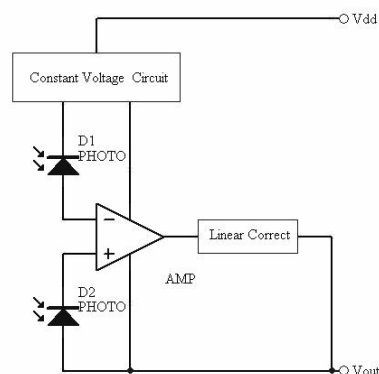 Vdd
Constant Voltage Circuit
D1
PHOTO
−
+
Linear Correct
AMP
D2
PHOTO
Vout